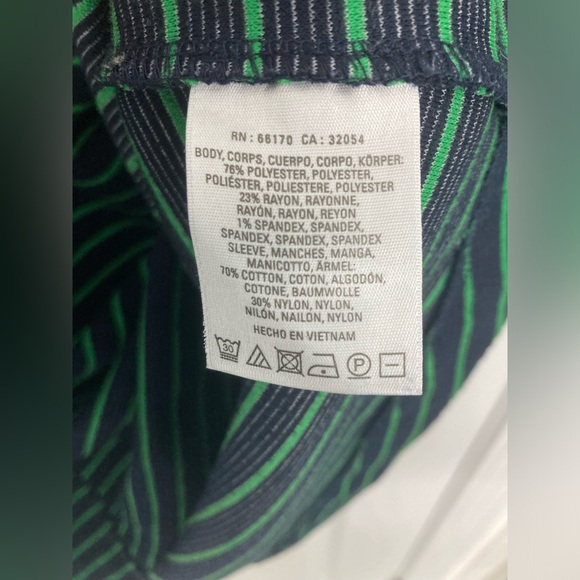 RN : 66170 CA : 32054
BODY, CORPS, CUERPO, CORPO, KÖRPER:
76% POLYESTER, POLYESTER,
POLIÉSTER, POLIESTERE, POLYESTER
23% RAYON, RAYONNE,
RAYÓN, RAYON, REYON
1% SPANDEX, SPANDEX,
SPANDEX, SPANDEX, SPANDEX
SLEEVE, MANCHES, MANGA,
MANICOTTO, ÄRMEL:
70% COTTON, COTON, ALGODÓN,
COTONE, BAUMWOLLE
30% NYLON, NYLON,
NILÓN, NAILON, NYLON
HECHO EN VIETNAM
30 P